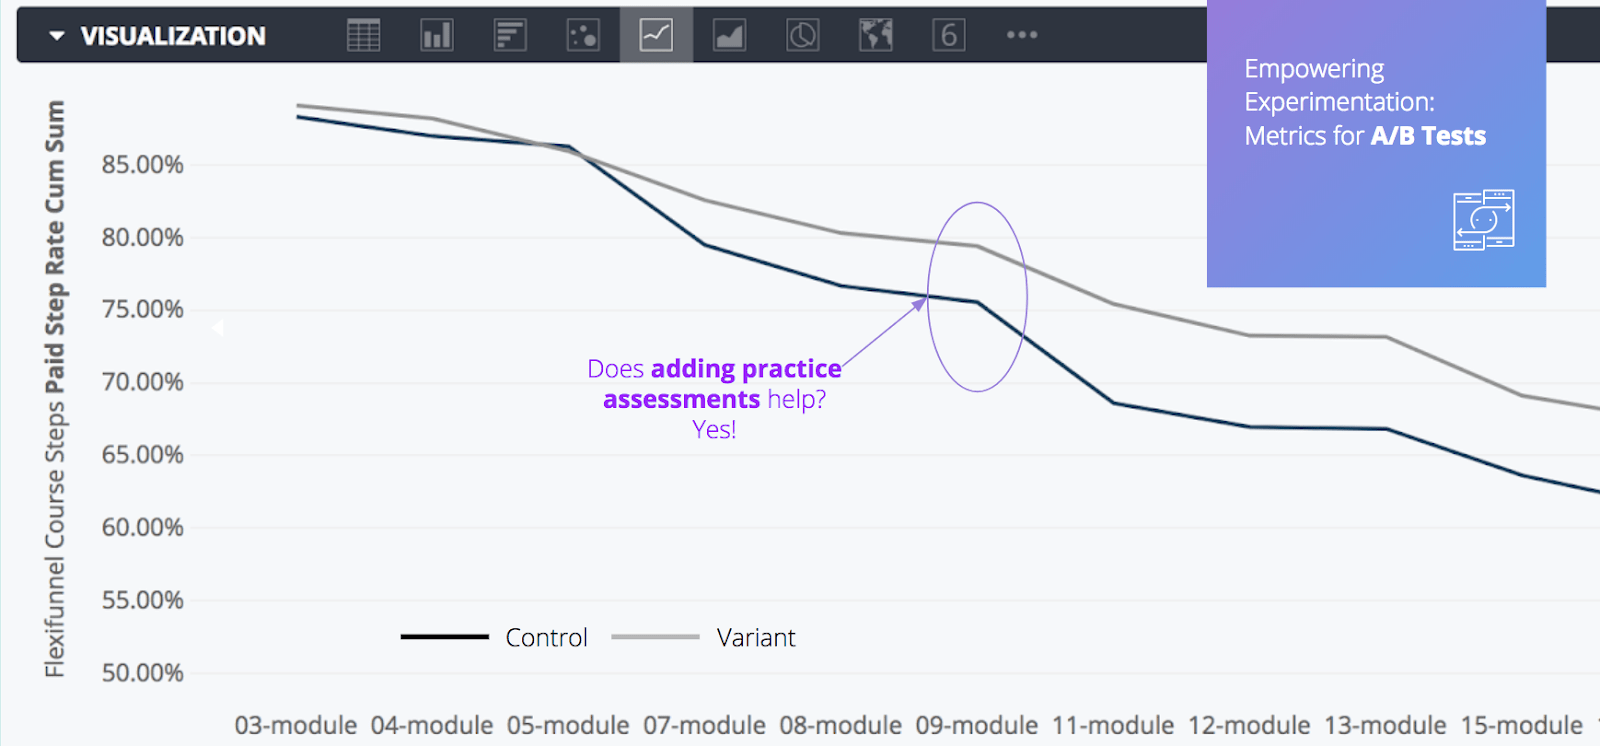 VISUALIZATION
6
Empowering
Experimentation:
Metrics for A/B Tests
Flexifunnel Course Steps Paid Step Rate Cum Sum
85.00%
80.00%
75.00%
70.00%
65.00%
60.00%
55.00%
50.00%
Does adding practice
assessments help?
Yes!
Control Variant
03-module 04-module 05-module 07-module 08-module 09-module 11-module 12-module 13-module 15-module